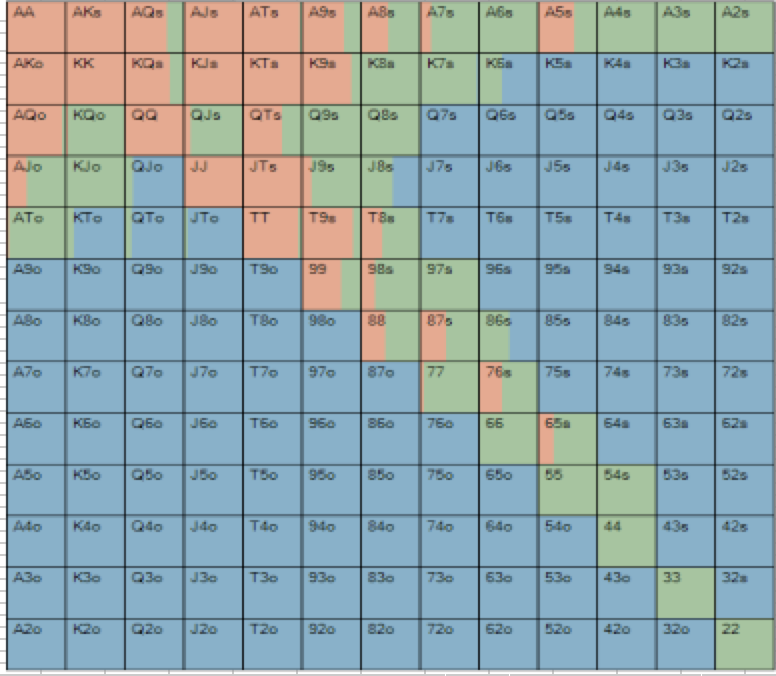 AA AKs AQs AJs ATs A9s A8s A7s A6s A5s A4s A3s A2s
AKo KK KQs KJs KTs K9s K8s K7s K6s K5s K4s K3s K2s
AQo KQo QQ QJs QTs Q9s Q8s Q7s Q6s Q5s Q4s Q3s Q2s
AJo KJo QJo JJ JTs J9s J8s J7s J6s J5s J4s J3s J2s
ATo KTo QTo JTo TT T9s T8s T7s T6s T5s T4s T3s T2s
A9o K9o Q9o J9o T9o 99 98s 97s 96s 95s 94s 93s 92s
A8o K8o Q8o J8o T8o 98o 88 87s 86s 85s 84s 83s 82s
A7o K7o Q7o J7o T7o 97o 87o 77 76s 75s 74s 73s 72s
A6o K6o Q6o J6o T6o 96o 86o 76o 66 65s 64s 63s 62s
A5o K5o Q5o J5o T5o 95o 85o 75o 65o 55 54s 53s 52s
A4o K4o Q4o J4o T4o 94o 84o 74o 64o 54o 44 43s 42s
A3o K3o Q3o J3o T3o 93o 83o 73o 63o 53o 43o 33 32s
A2o K2o Q2o J2o T2o 92o 82o 72o 62o 52o 42o 32o 22